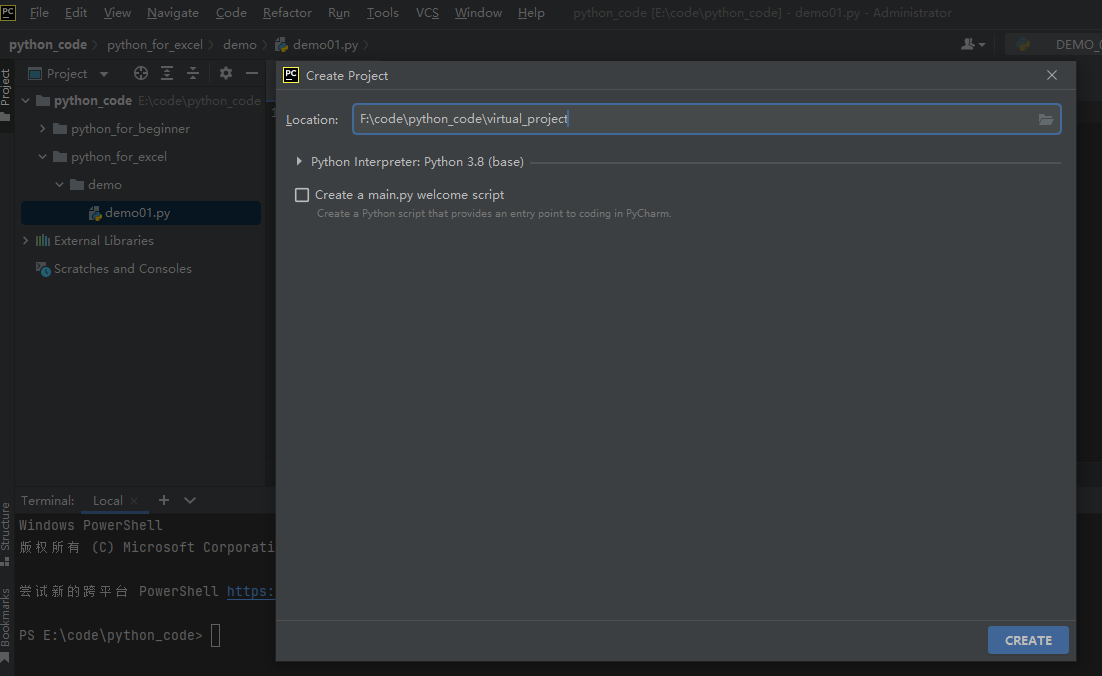 PC File Edit View Navigate Code Refactor Run Tools VCS Window Help python_code [E:\code\python_code] - demo01.py - Administrator
python_code python_for_excel demo demo01.py DEMO_
Project
Project
python_code E:\code\python_code
python_for_beginner
python_for_excel
demo
demo01.py
External Libraries
Scratches and Consoles
PC Create Project
Location: F:\code\python_code\virtual_project
Python Interpreter: Python 3.8 (base)
Create a main.py welcome script
Create a Python script that provides an entry point to coding in PyCharm.
CREATE
Structure
Bookmarks
Terminal: Local
Windows PowerShell
版权所有 (C) Microsoft Corporati
尝试新的跨平台 PowerShell https:
PS E:\code\python_code>